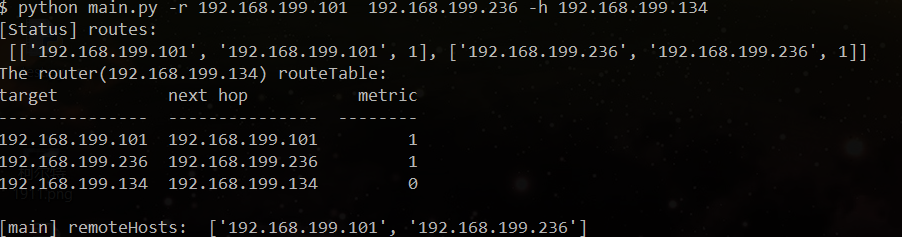 $ python main.py -r 192.168.199.101  192.168.199.236 -h 192.168.199.134
[Status] routes:
 [['192.168.199.101', '192.168.199.101', 1], ['192.168.199.236', '192.168.199.236', 1]]
The router(192.168.199.134) routeTable:
target           next hop           metric
---------------  ---------------  --------
192.168.199.101  192.168.199.101         1
192.168.199.236  192.168.199.236         1
192.168.199.134  192.168.199.134         0
[main] remoteHosts:  ['192.168.199.101', '192.168.199.236']